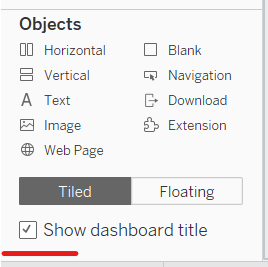 Objects
Horizontal Blank
Vertical Navigation
Text Download
Image Extension
Web Page
Tiled Floating
Show dashboard title